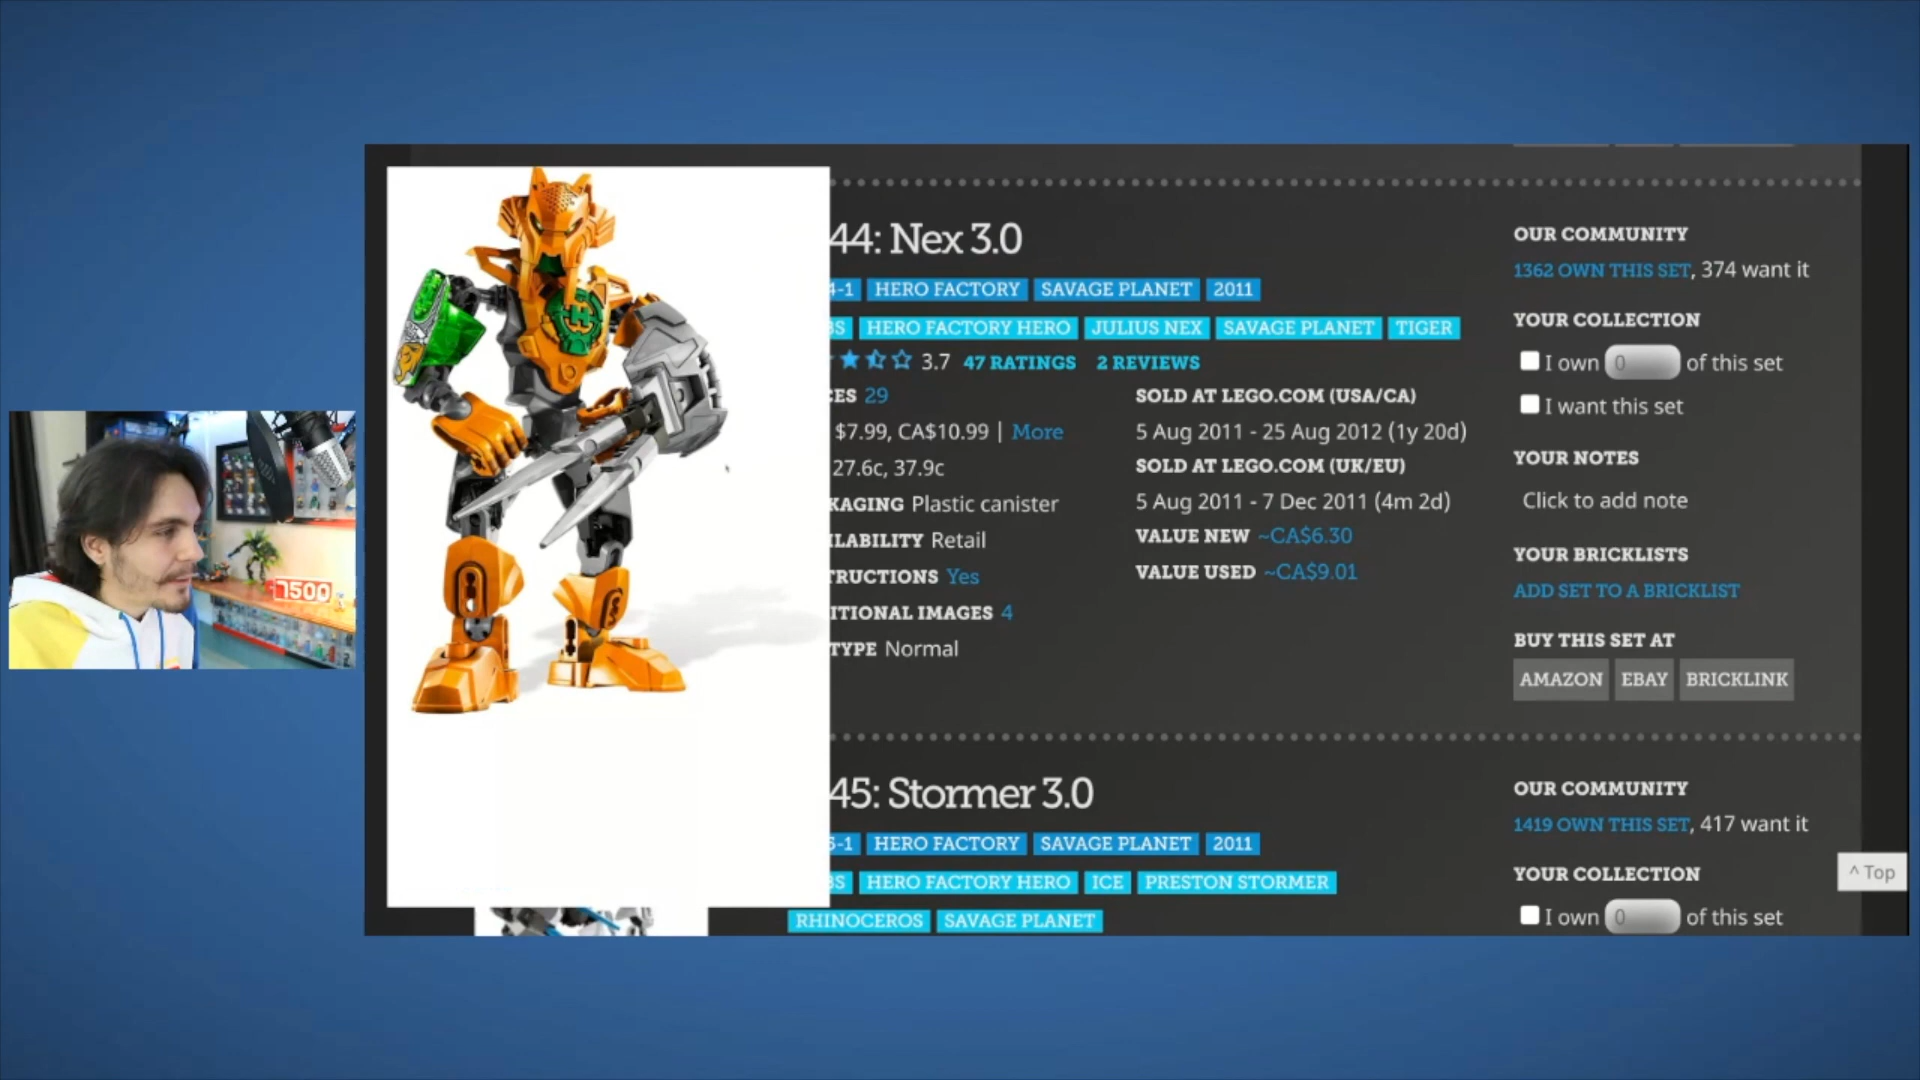 44: Nex 3.0
4-1 HERO FACTORY SAVAGE PLANET 2011
BS HERO FACTORY HERO JULIUS NEX SAVAGE PLANET TIGER
3.7 47 RATINGS 2 REVIEWS
CES 29
$7.99, CA$10.99 | More
27.6c, 37.9c
KAGING Plastic canister
ILABILITY Retail
TRUCTIONS Yes
ITIONAL IMAGES 4
TYPE Normal
SOLD AT LEGO.COM (USA/CA)
5 Aug 2011 - 25 Aug 2012 (1y 20d)
SOLD AT LEGO.COM (UK/EU)
5 Aug 2011 - 7 Dec 2011 (4m 2d)
VALUE NEW ~CA$6.30
VALUE USED ~CA$9.01
OUR COMMUNITY
1362 OWN THIS SET, 374 want it
YOUR COLLECTION
I own 0 of this set
I want this set
YOUR NOTES
Click to add note
YOUR BRICKLISTS
ADD SET TO A BRICKLIST
BUY THIS SET AT
AMAZON EBAY BRICKLINK
7500
45: Stormer 3.0
5-1 HERO FACTORY SAVAGE PLANET 2011
BS HERO FACTORY HERO ICE PRESTON STORMER
RHINOCEROS SAVAGE PLANET
OUR COMMUNITY
1419 OWN THIS SET, 417 want it
YOUR COLLECTION
I own 0 of this set
^ Top